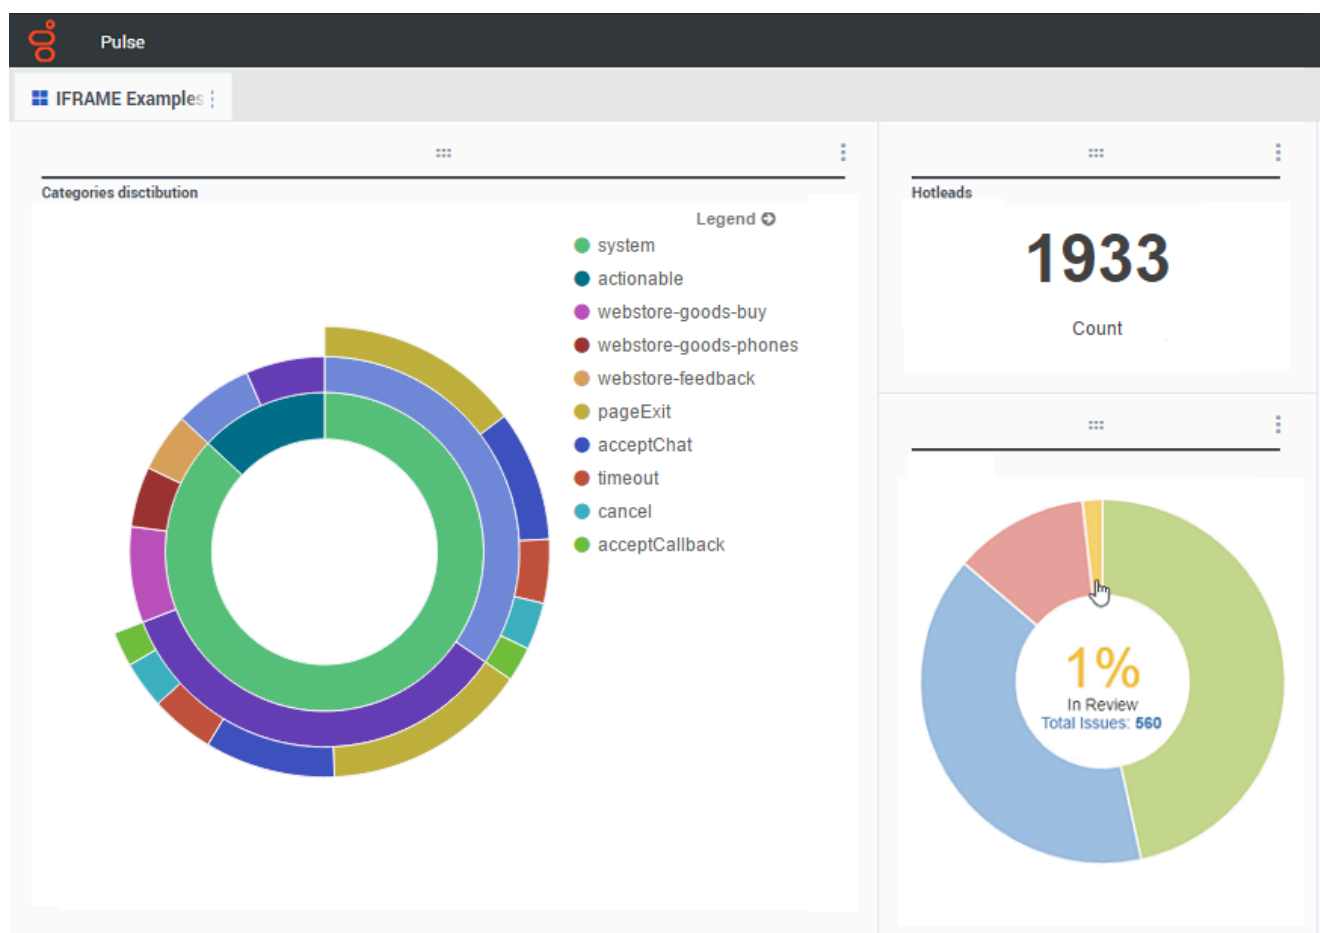 Pulse
IFRAME Examples
Categories disctibution
Legend
system
actionable
webstore-goods-buy
webstore-goods-phones
webstore-feedback
pageExit
acceptChat
timeout
cancel
acceptCallback
Hotleads
1933
Count
1%
In Review
Total Issues: 560